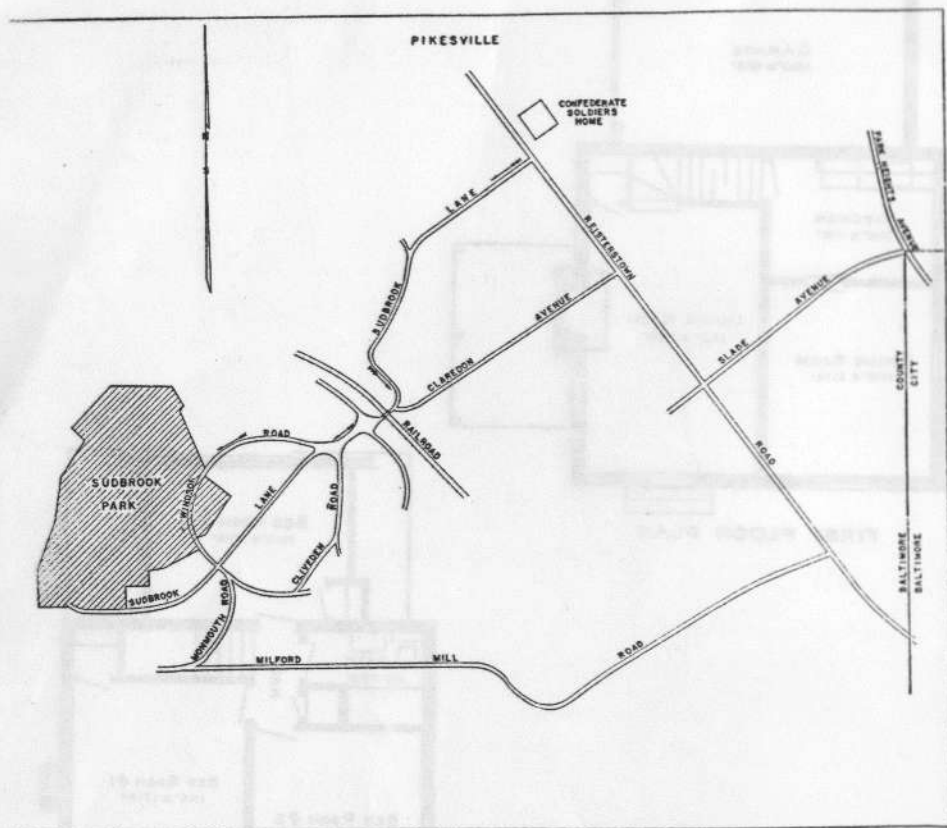 PIKESVILLE
CONFEDERATE
SOLDIERS
HOME
N
S
PARK HEIGHTS
AVENUE
SUDBROOK LANE
REISTERSTOWN ROAD
CLAREDON AVENUE
SLADE AVENUE
COUNTY
CITY
BALTIMORE
BALTIMORE
RAILROAD
WINDSOR ROAD
SUDBROOK
PARK
SUDBROOK LANE
CLIVEDEN ROAD
MONMOUTH ROAD
MILFORD MILL ROAD
FIRST FLOOR PLAN